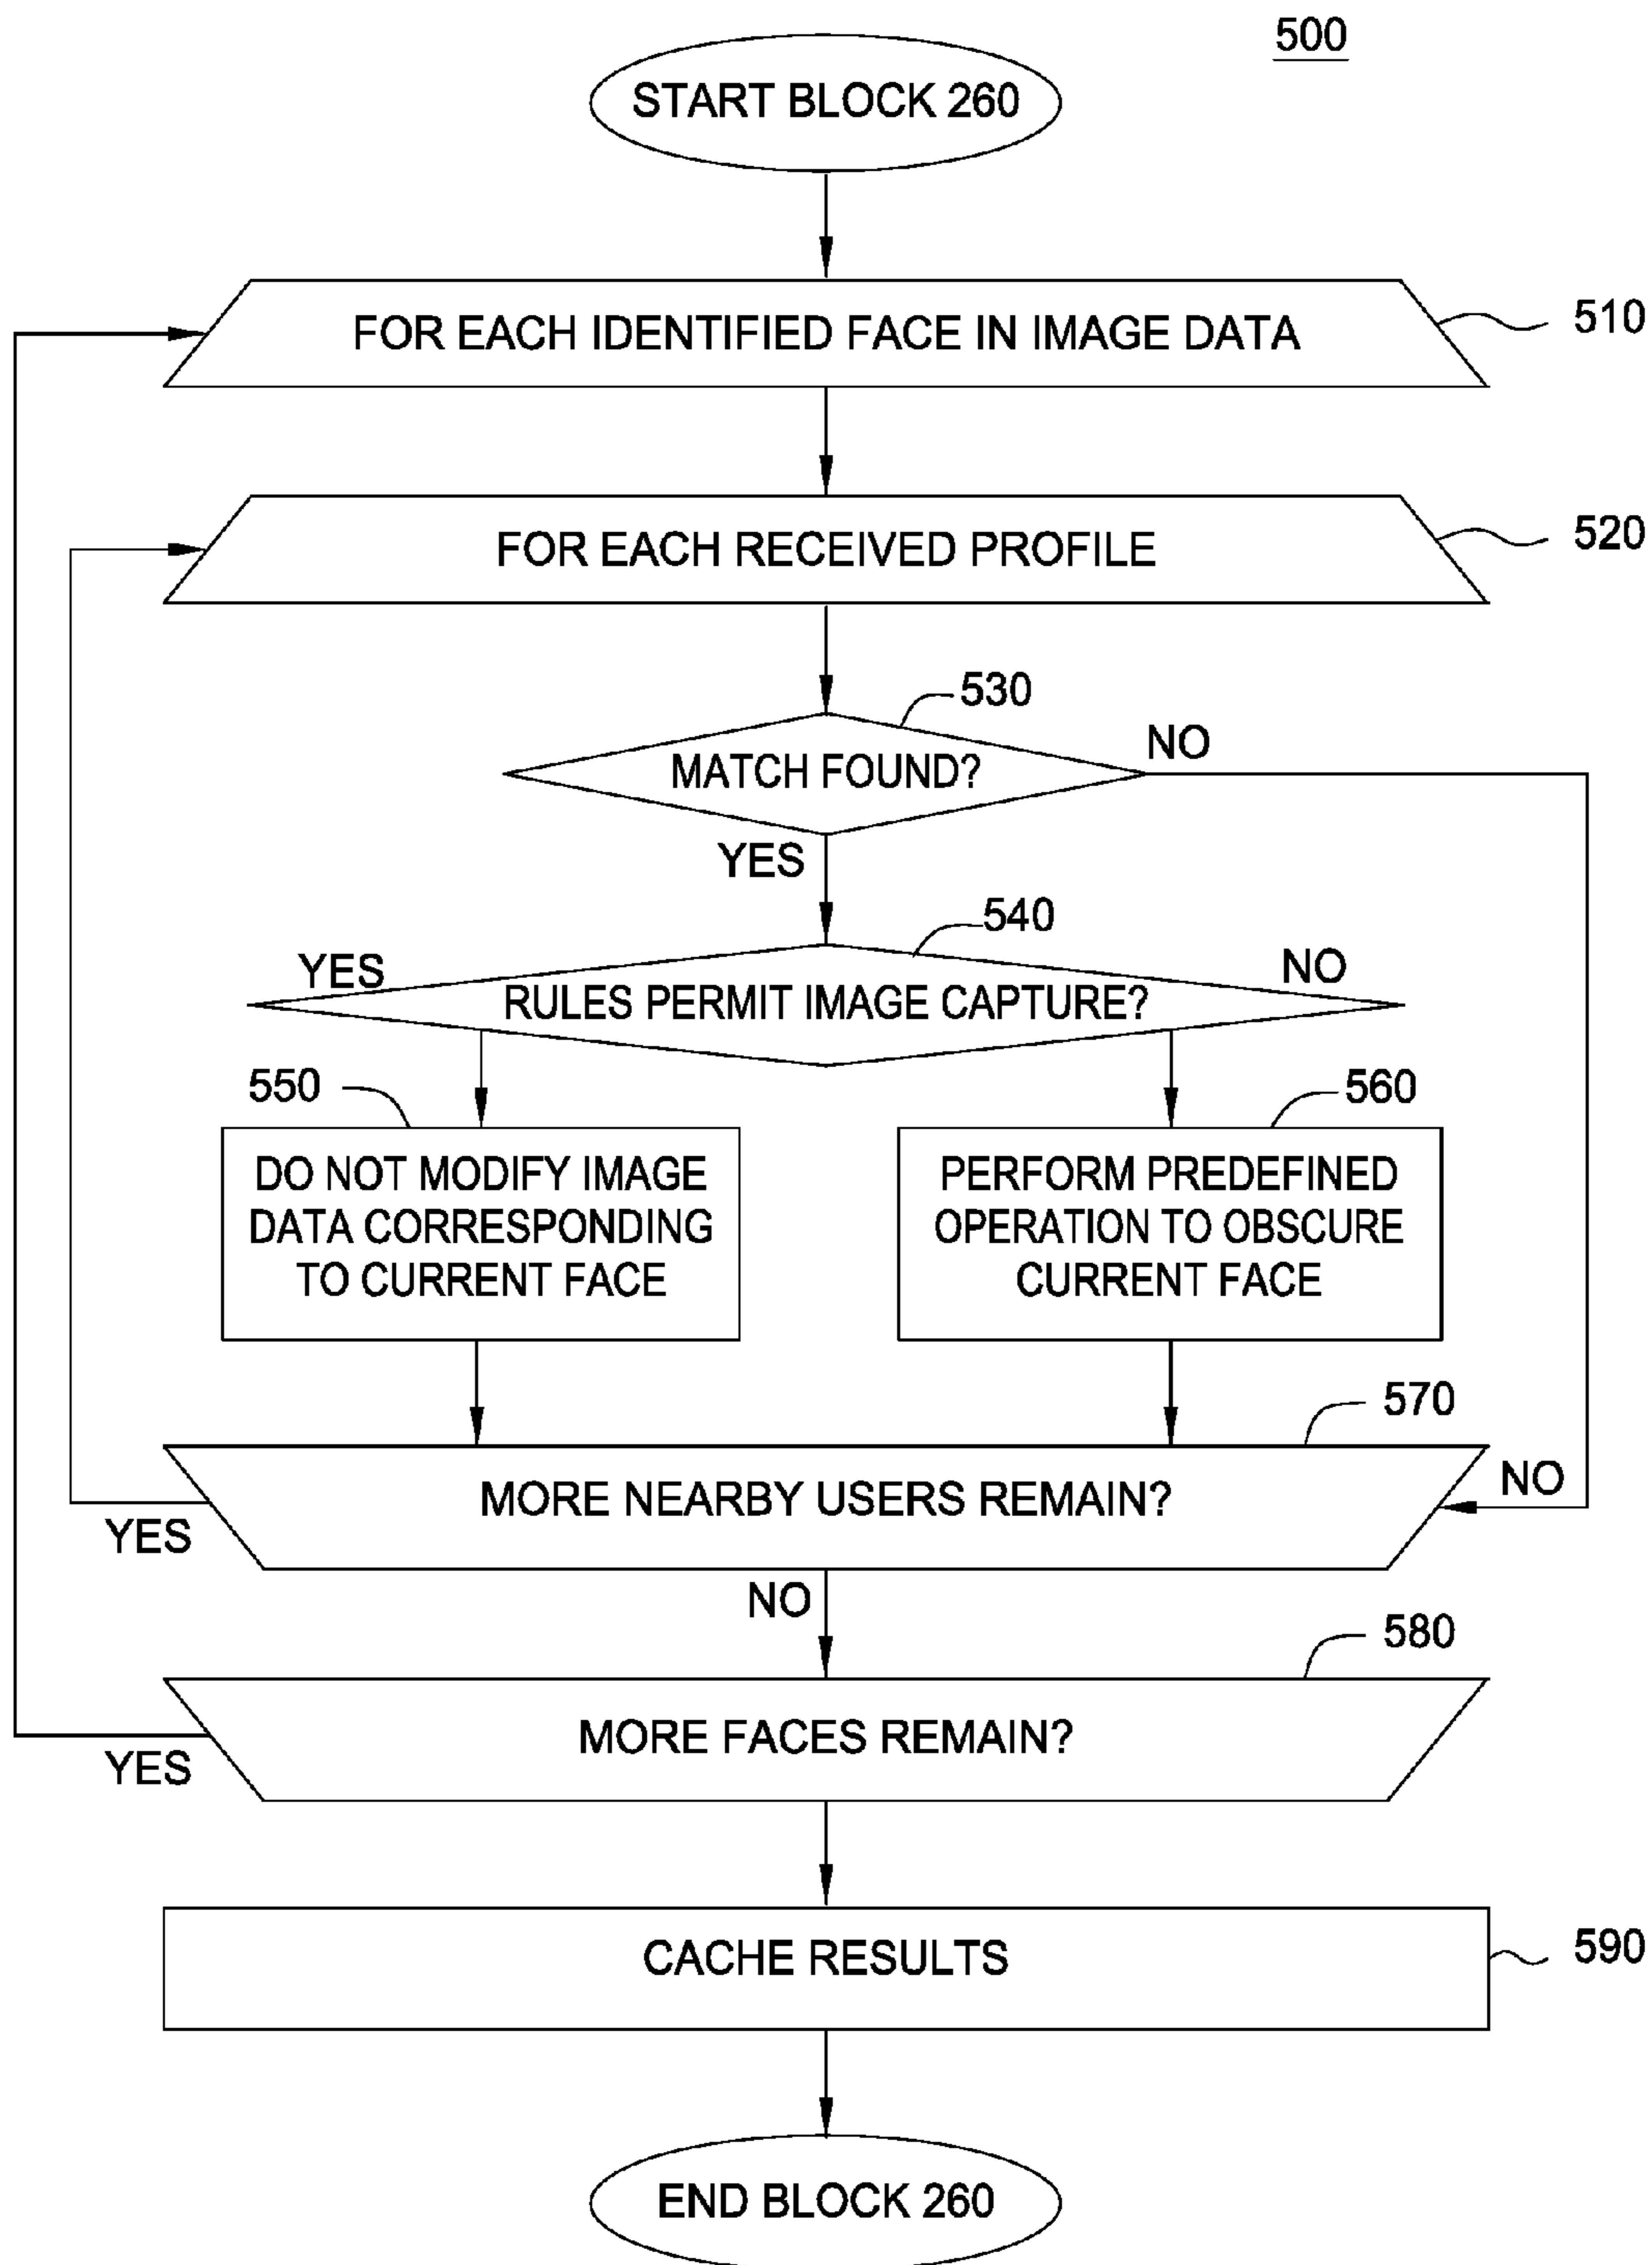 500
START BLOCK 260
FOR EACH IDENTIFIED FACE IN IMAGE DATA
510
FOR EACH RECEIVED PROFILE
520
530
MATCH FOUND?
NO
YES
540
YES
NO
RULES PERMIT IMAGE CAPTURE?
550
560
DO NOT MODIFY IMAGE
DATA CORRESPONDING
TO CURRENT FACE
PERFORM PREDEFINED
OPERATION TO OBSCURE
CURRENT FACE
570
MORE NEARBY USERS REMAIN?
NO
YES
NO
580
MORE FACES REMAIN?
YES
CACHE RESULTS
590
END BLOCK 260